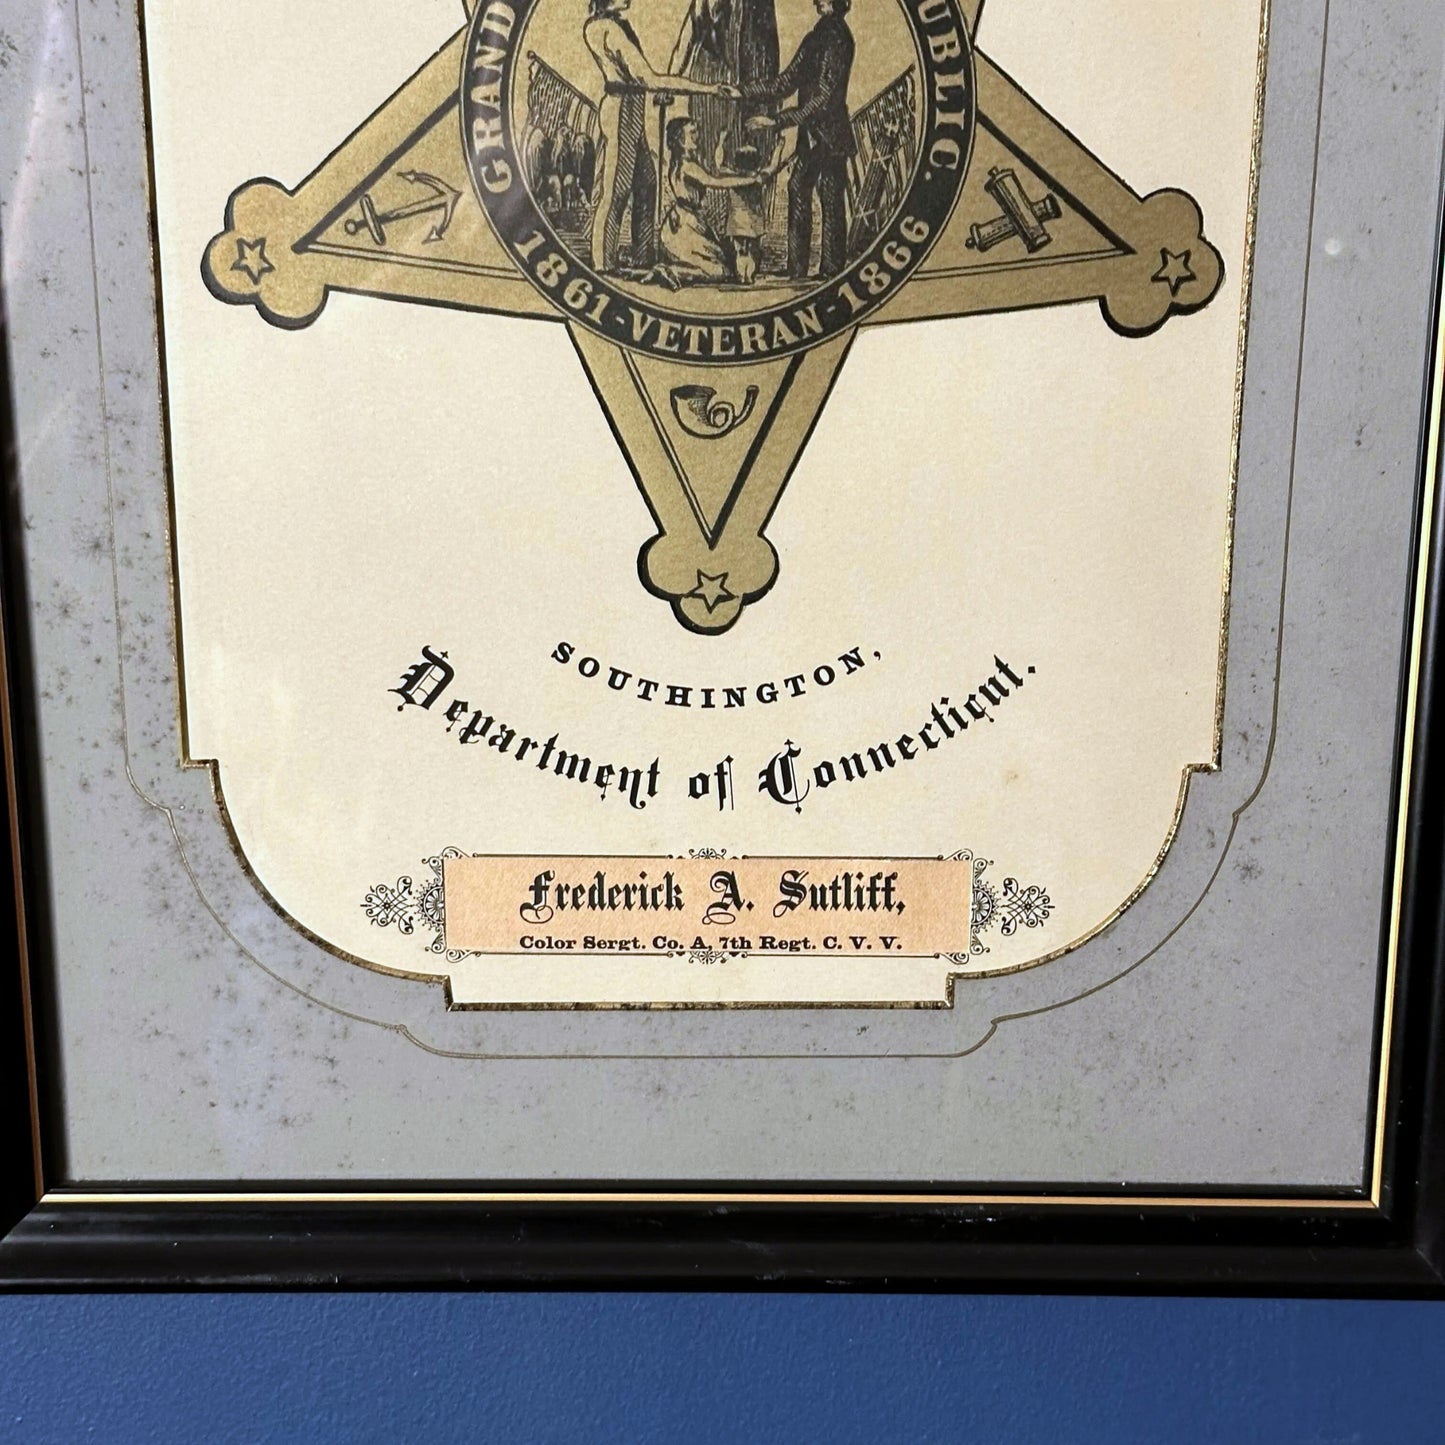 GRAND
UBLIC.
1861-VETERAN-1866
SOUTHINGTON,
Department of Connecticut.
Frederick A. Sutliff,
Color Sergt. Co. A, 7th Regt. C. V. V.